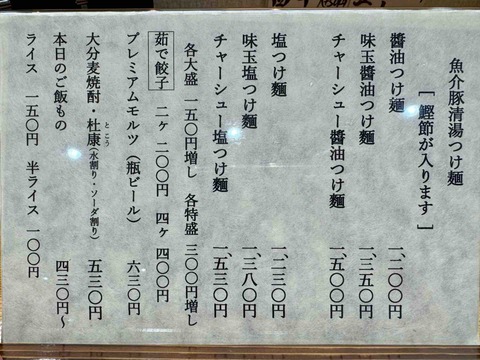 魚介豚清湯つけ麺
［鰹節が入ります］
醬油つけ麺 一、二〇〇円
味玉醬油つけ麺 一、三五〇円
チャーシュー醬油つけ麺 一、五〇〇円
塩つけ麺 一、二三〇円
味玉塩つけ麺 一、三八〇円
チャーシュー塩つけ麺 一、五三〇円
各大盛 一五〇円増し 各特盛 三〇〇円増し
茹で餃子 二ヶ 二〇〇円 四ヶ 四〇〇円
プレミアムモルツ（瓶ビール） 六三〇円
大分麦焼酎・杜康（水割り・ソーダ割り） 五三〇円
とこう
本日のご飯もの 四三〇円～
ライス 一五〇円 半ライス 一〇〇円